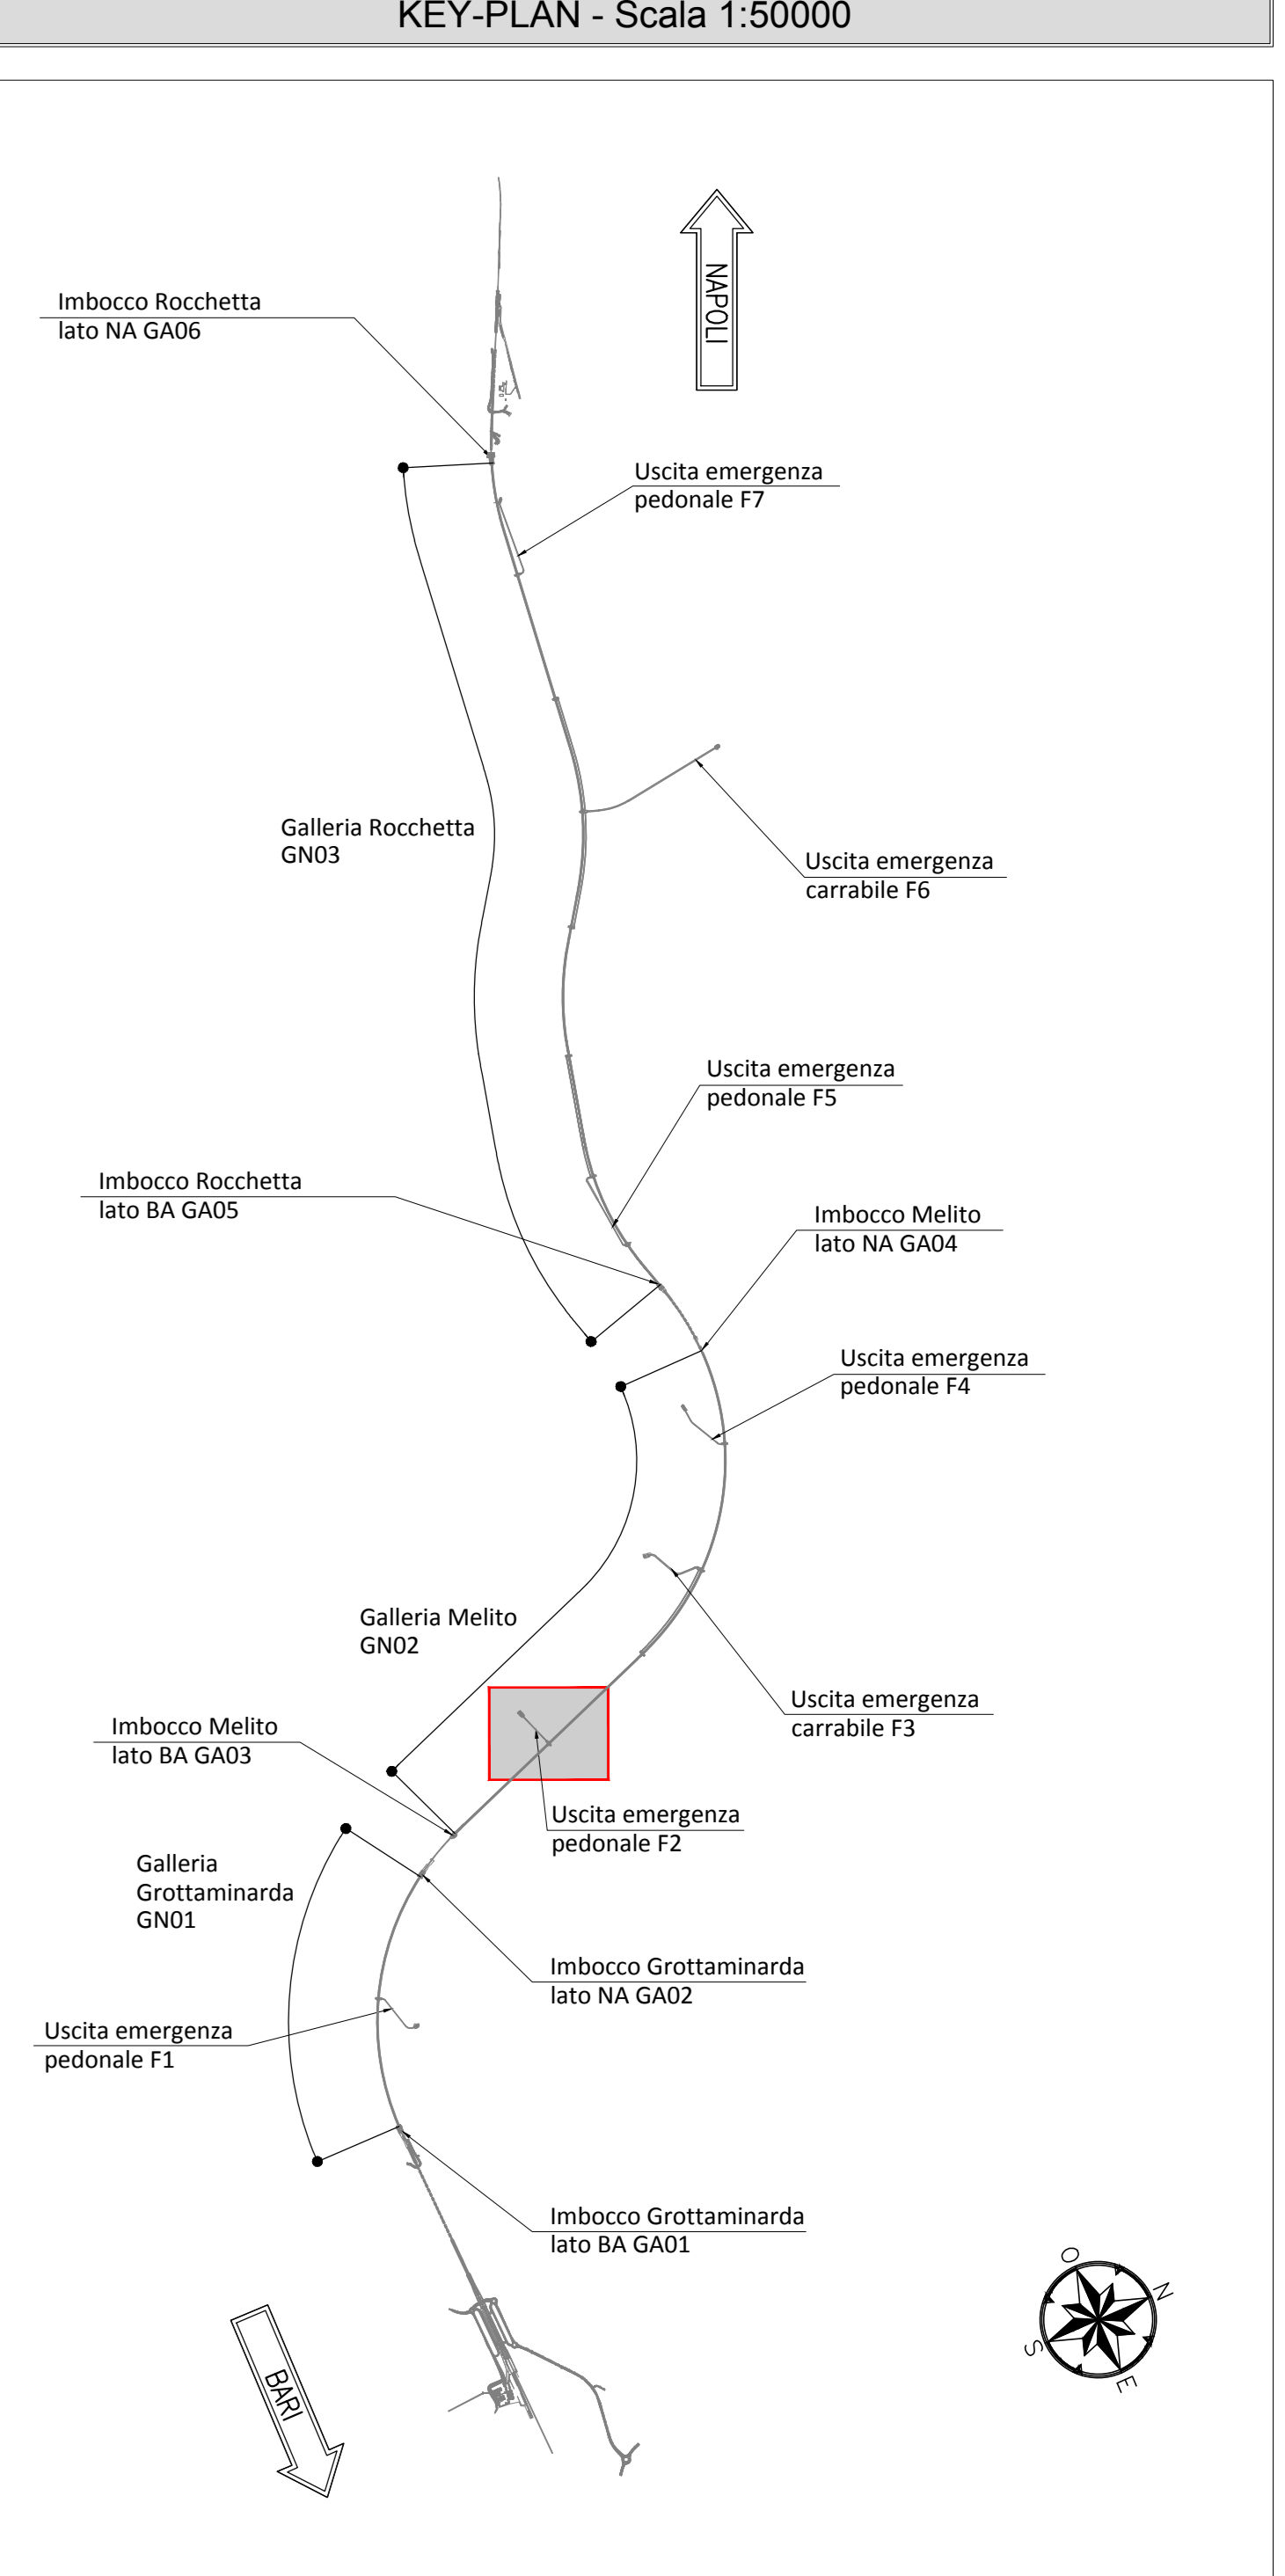 KEY-PLAN - Scala 1:50000
NAPOLI
Imbocco Rocchetta
lato NA GA06
Uscita emergenza
pedonale F7
Galleria Rocchetta
GN03
Uscita emergenza
carrabile F6
Uscita emergenza
pedonale F5
Imbocco Rocchetta
lato BA GA05
Imbocco Melito
lato NA GA04
Uscita emergenza
pedonale F4
Galleria Melito
GN02
Uscita emergenza
carrabile F3
Imbocco Melito
lato BA GA03
Uscita emergenza
pedonale F2
Galleria
Grottaminarda
GN01
Imbocco Grottaminarda
lato NA GA02
Uscita emergenza
pedonale F1
Imbocco Grottaminarda
lato BA GA01
O
N
S
E
BARI